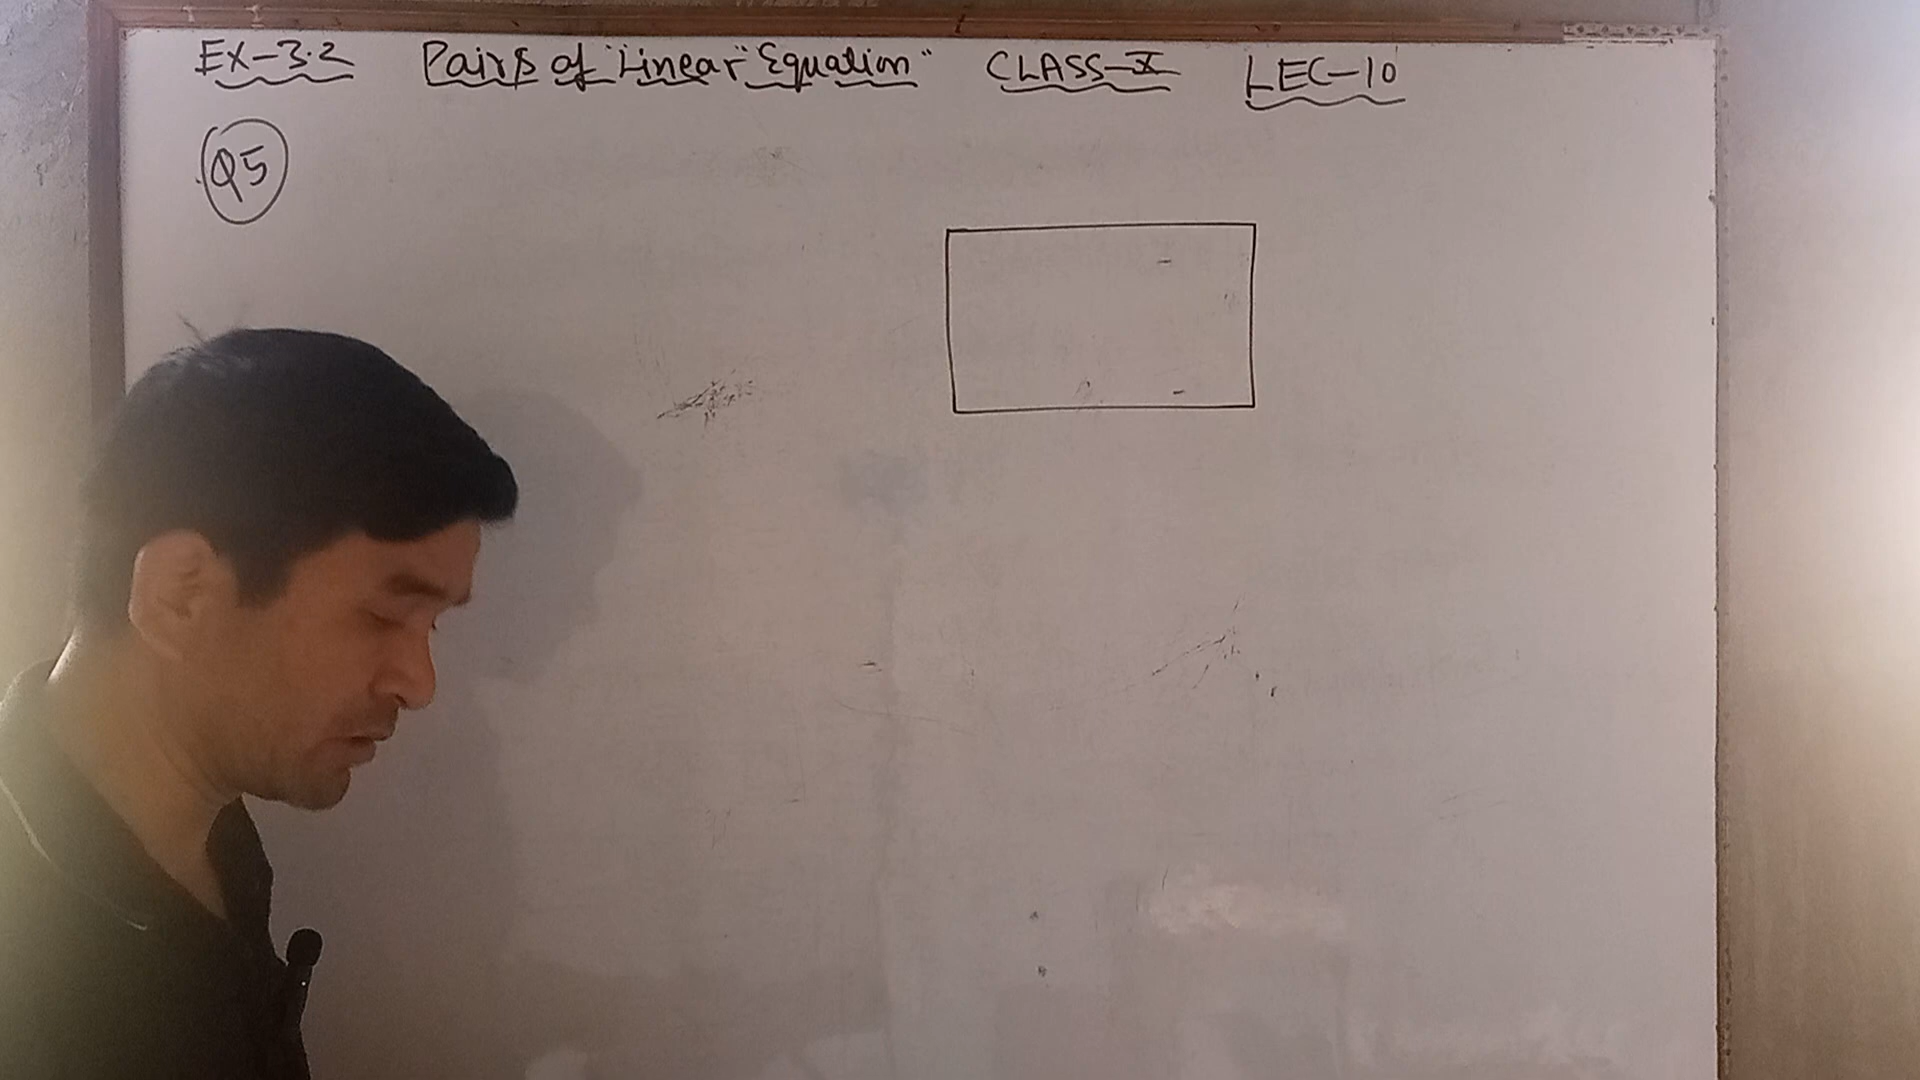 Ex-3.2 Pairs of "Linear" Equation" CLASS-X LEC-10
Q5